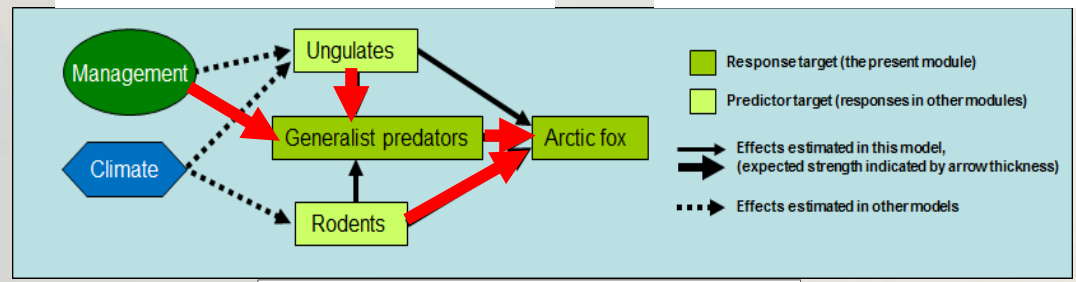 Management
Ungulates
Generalist predators
Arctic fox
Climate
Rodents
Response target (the present module)
Predictor target (responses in other modules)
Effects estimated in this model,
(expected strength indicated by arrow thickness)
Effects estimated in other models